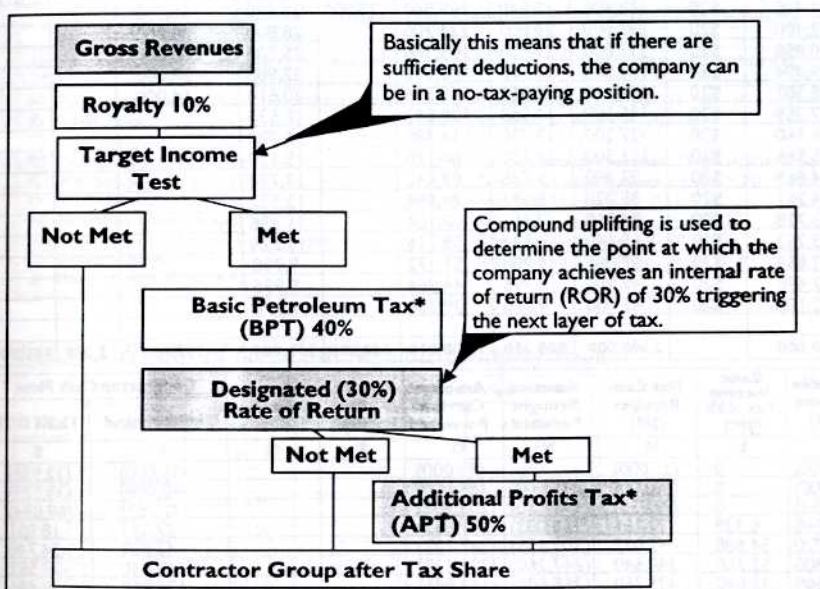 Gross Revenues
Basically this means that if there are
sufficient deductions, the company can
be in a no-tax-paying position.
Royalty 10%
Target Income
Test
Not Met
Met
Compound uplifting is used to
determine the point at which the
company achieves an internal rate
of return (ROR) of 30% triggering
the next layer of tax.
Basic Petroleum Tax*
(BPT) 40%
Designated (30%)
Rate of Return
Not Met
Met
Additional Profits Tax*
(APT) 50%
Contractor Group after Tax Share